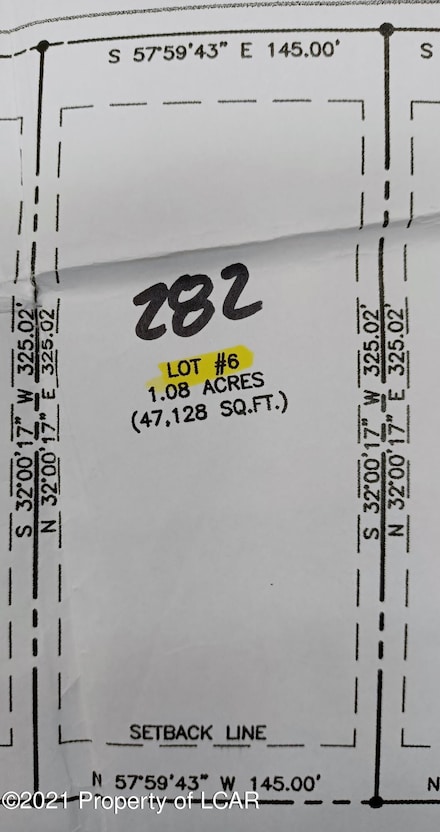 S 57°59'43" E 145.00'
S
282
LOT #6
1.08 ACRES
(47,128 SQ.FT.)
S 32°00'17" W 325.02'
N 32°00'17" E 325.02'
S 32°00'17" W 325.02'
N 32°00'17" E 325.02'
SETBACK LINE
N 57°59'43" W 145.00'
N
©2021 Property of LCAR